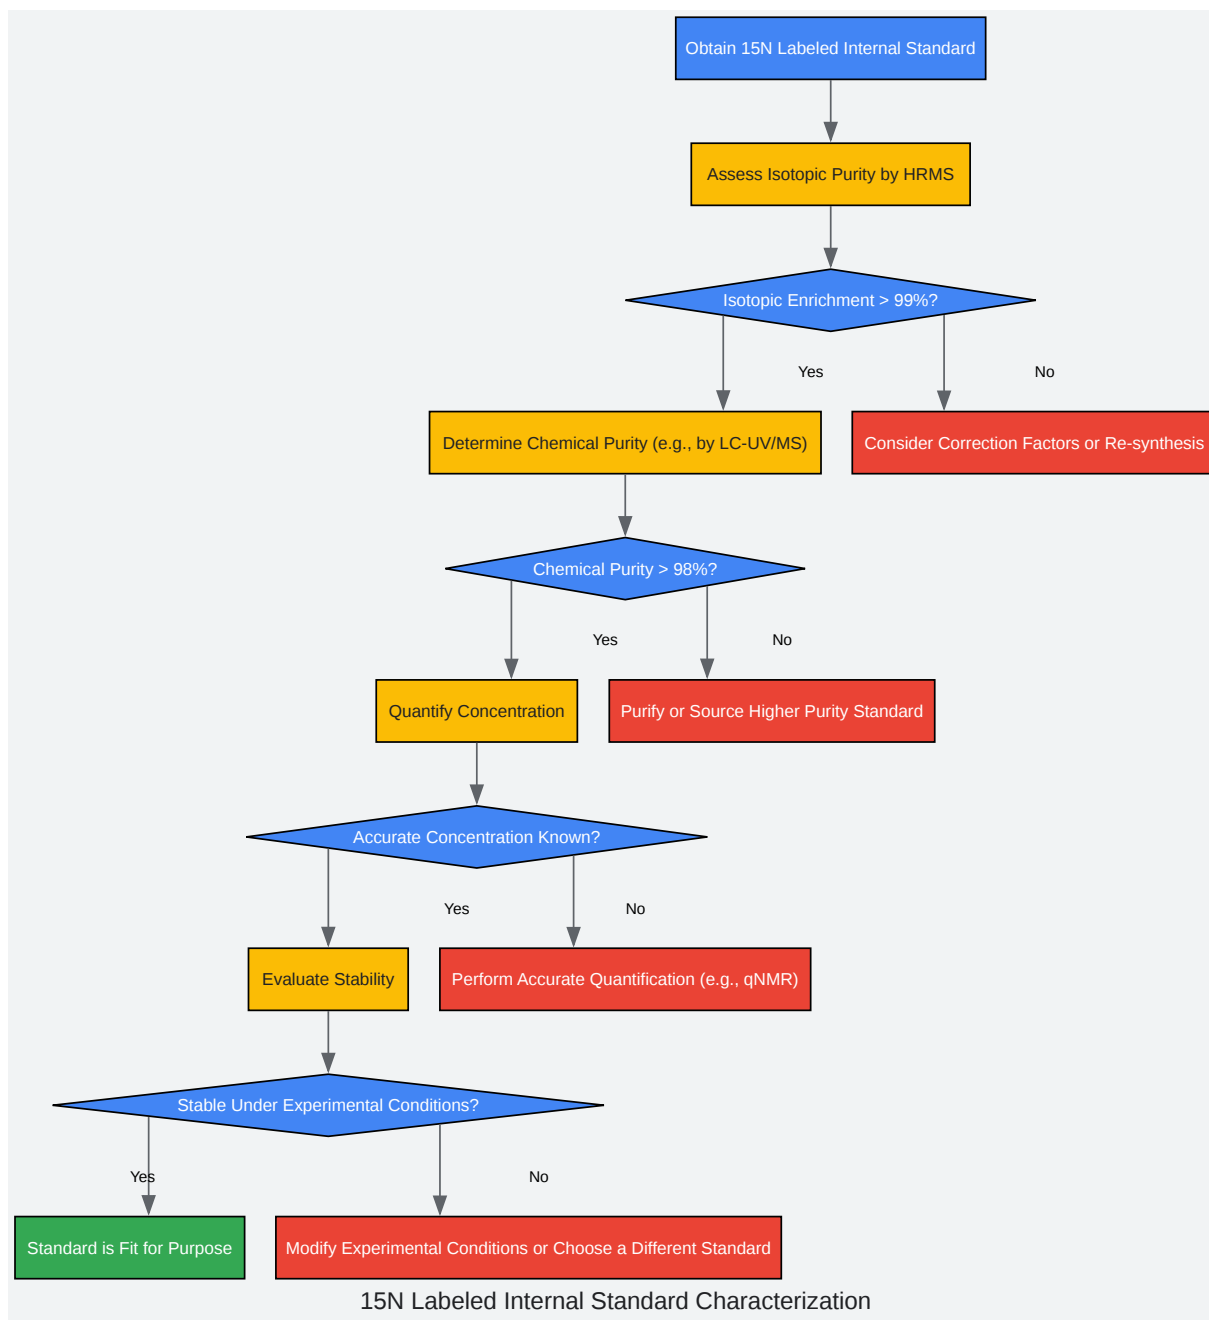 Obtain 15N Labeled Internal Standard
Assess Isotopic Purity by HRMS
Isotopic Enrichment > 99%?
Yes
No
Determine Chemical Purity (e.g., by LC-UV/MS)
Consider Correction Factors or Re-synthesis
Chemical Purity > 98%?
Yes
No
Quantify Concentration
Purify or Source Higher Purity Standard
Accurate Concentration Known?
Yes
No
Evaluate Stability
Perform Accurate Quantification (e.g., qNMR)
Stable Under Experimental Conditions?
Yes
No
Standard is Fit for Purpose
Modify Experimental Conditions or Choose a Different Standard
15N Labeled Internal Standard Characterization